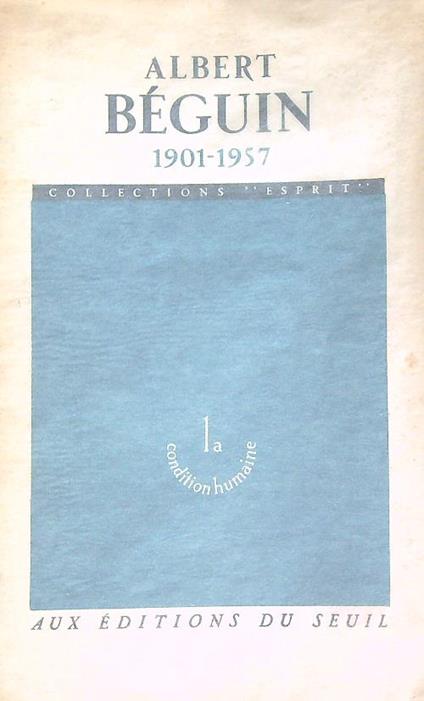 ALBERT
BÉGUIN
1901-1957
COLLECTIONS "ESPRIT"
la
condition humaine
AUX ÉDITIONS DU SEUIL